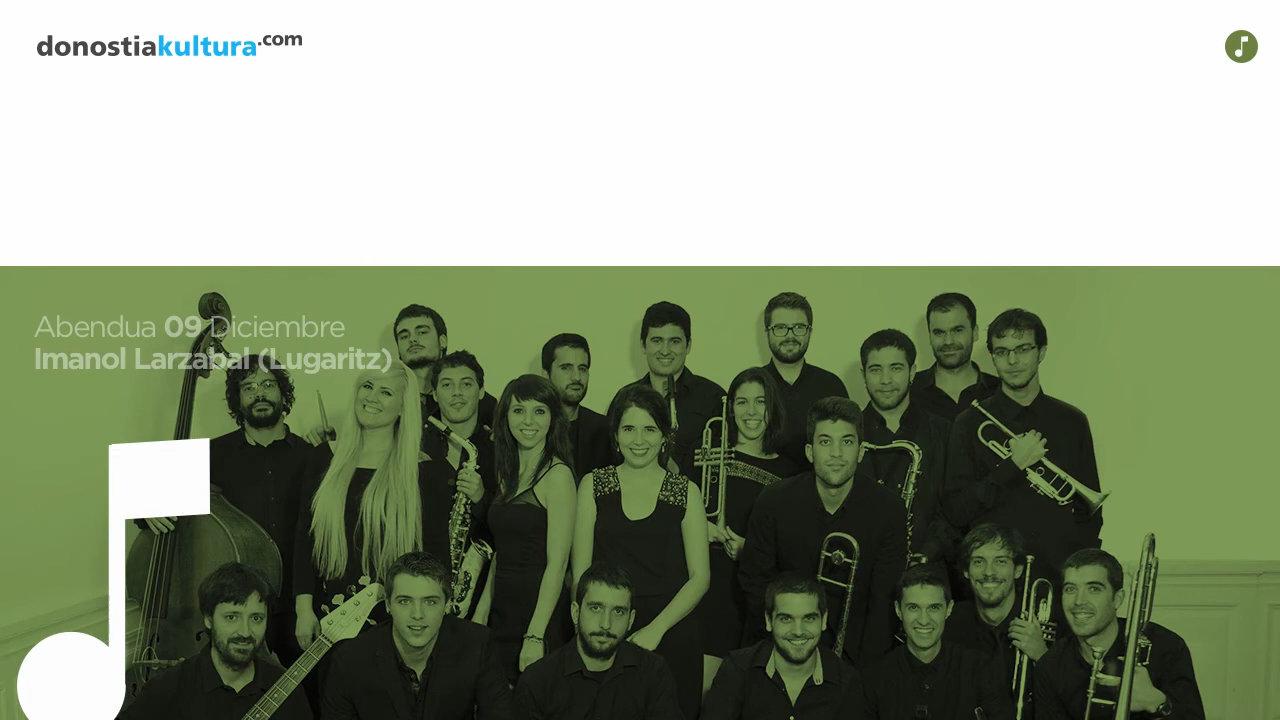 donostiakultura.com
Abendua 09 Diciembre
Imanol Larzabal (Lugaritz)